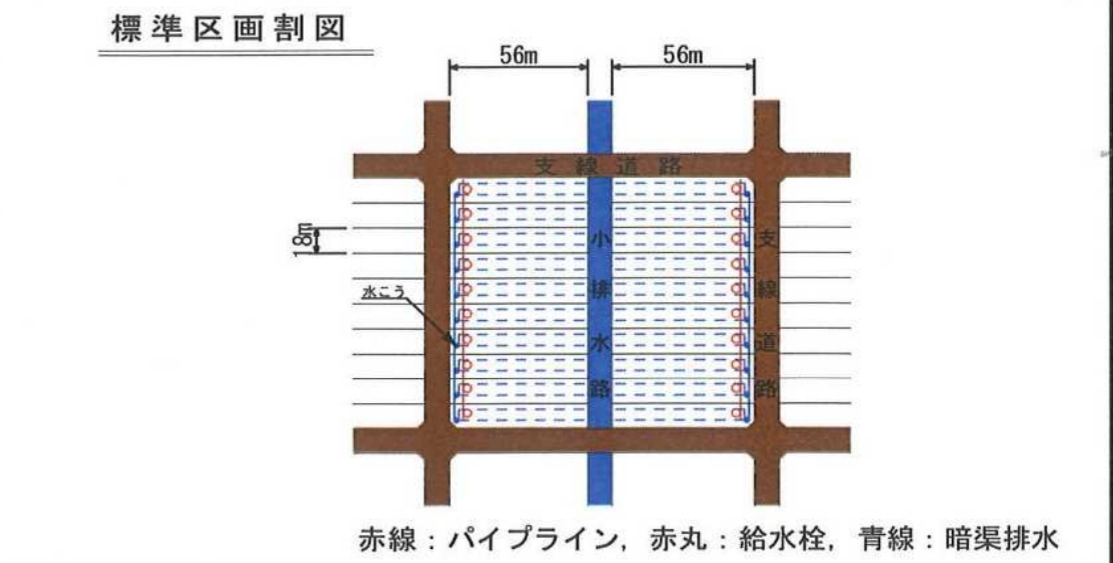 標準区画割図
56m
56m
支線道路
18m
小排水路
支線道路
水こう
赤線：パイプライン，赤丸：給水栓，青線：暗渠排水